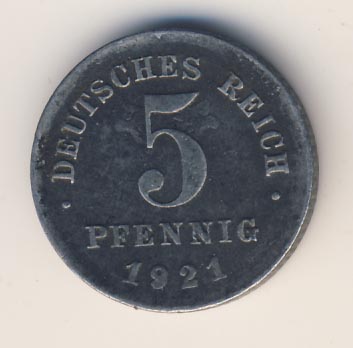 DEUTSCHES REICH
5
PFENNIG
1921